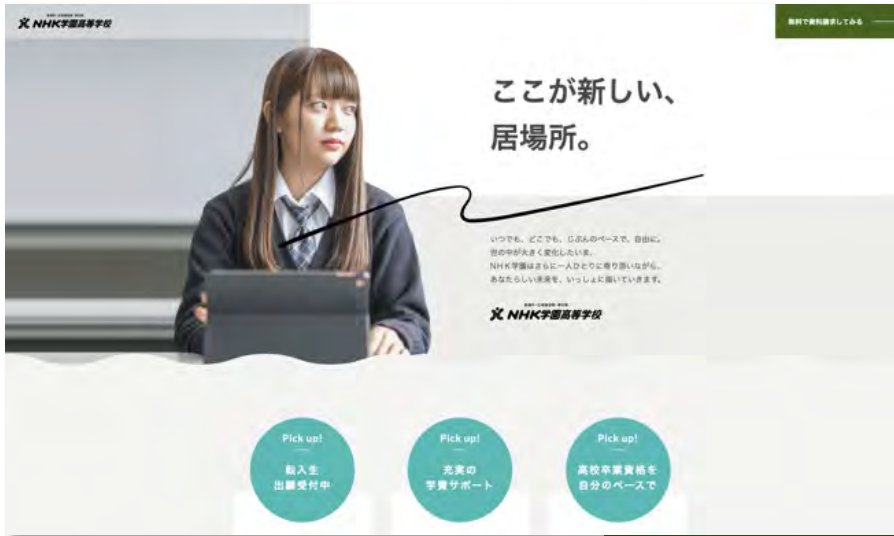 NHK学園高等学校
無料で資料請求してみる
ここが新しい、
居場所。
いつでも、どこでも、じぶんのペースで、自由に。
世の中が大きく変化したいま、
NHK学園はさらに一人ひとりに寄り添いながら、
あなたらしい未来を、いっしょに描いていきます。
NHK学園高等学校
Pick up!
転入生
出願受付中
Pick up!
充実の
学費サポート
Pick up!
高校卒業資格を
自分のペースで